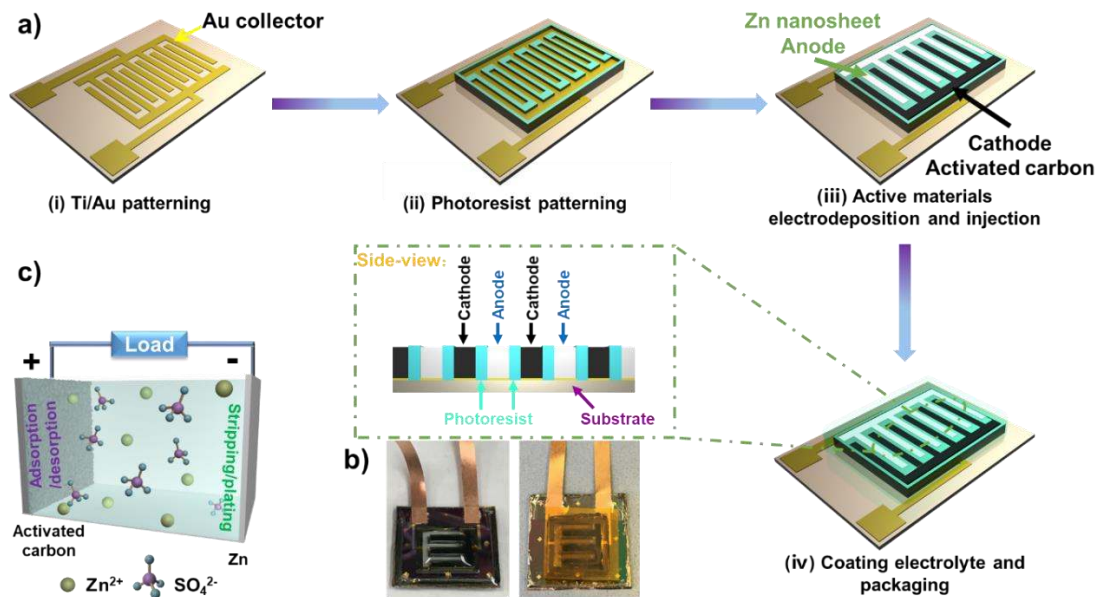 a)
Au collector
(i) Ti/Au patterning
(ii) Photoresist patterning
Zn nanosheet
Anode
Cathode
Activated carbon
(iii) Active materials
electrodeposition and injection
Side-view:
Cathode
Anode
Cathode
Anode
Photoresist
Substrate
b)
(iv) Coating electrolyte and
packaging
c)
Load
+
-
Adsorption
/desorption
Stripping/plating
Activated
carbon
Zn
Zn²⁺
SO₄²⁻